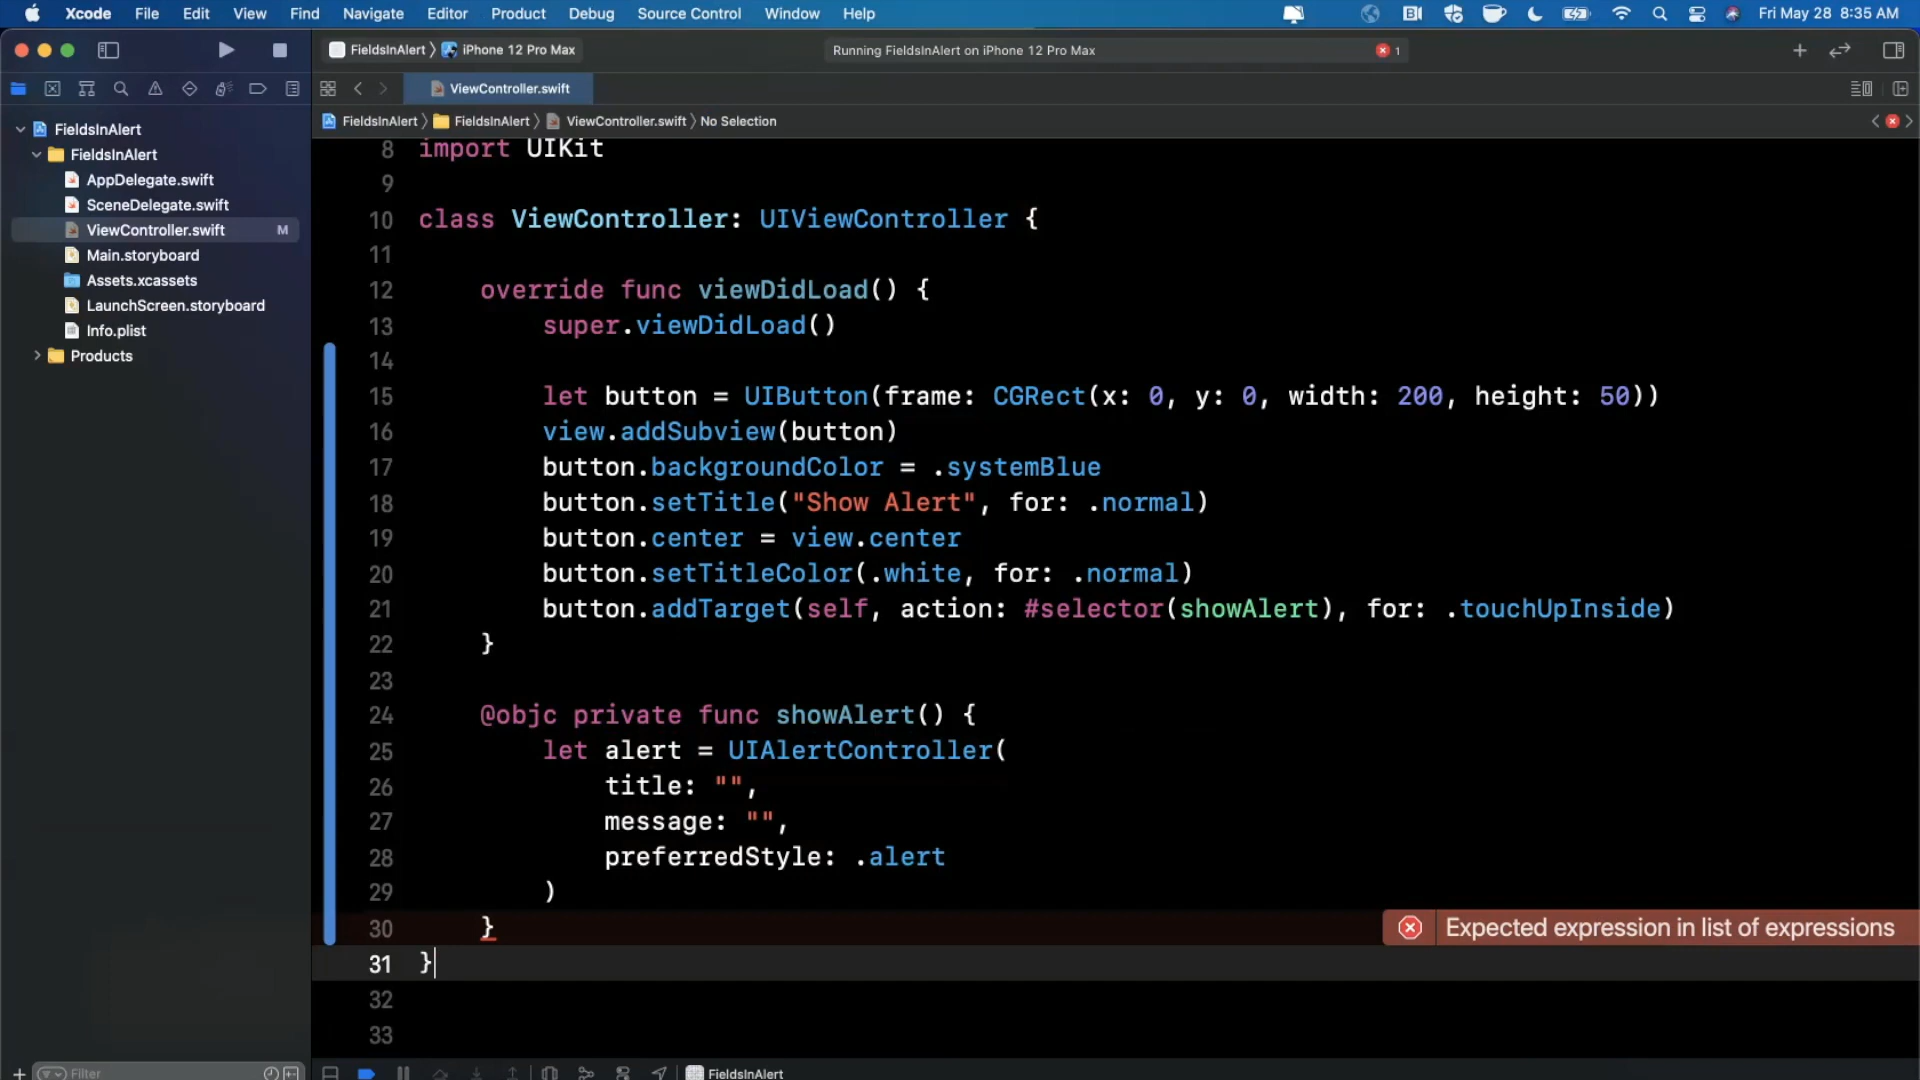 Xcode File Edit View Find Navigate Editor Product Debug Source Control Window Help Fri May 28 8:35 AM
FieldsInAlert iPhone 12 Pro Max Running FieldsInAlert on iPhone 12 Pro Max 1
ViewController.swift
FieldsInAlert FieldsInAlert ViewController.swift No Selection
FieldsInAlert
FieldsInAlert
AppDelegate.swift
SceneDelegate.swift
ViewController.swift M
Main.storyboard
Assets.xcassets
LaunchScreen.storyboard
Info.plist
Products
8 import UIKit
9
10 class ViewController: UIViewController {
11
12 override func viewDidLoad() {
13 super.viewDidLoad()
14
15 let button = UIButton(frame: CGRect(x: 0, y: 0, width: 200, height: 50))
16 view.addSubview(button)
17 button.backgroundColor = .systemBlue
18 button.setTitle("Show Alert", for: .normal)
19 button.center = view.center
20 button.setTitleColor(.white, for: .normal)
21 button.addTarget(self, action: #selector(showAlert), for: .touchUpInside)
22 }
23
24 @objc private func showAlert() {
25 let alert = UIAlertController(
26 title: "",
27 message: "",
28 preferredStyle: .alert
29 )
30 } Expected expression in list of expressions
31 }
32
33
Filter
FieldsInAlert